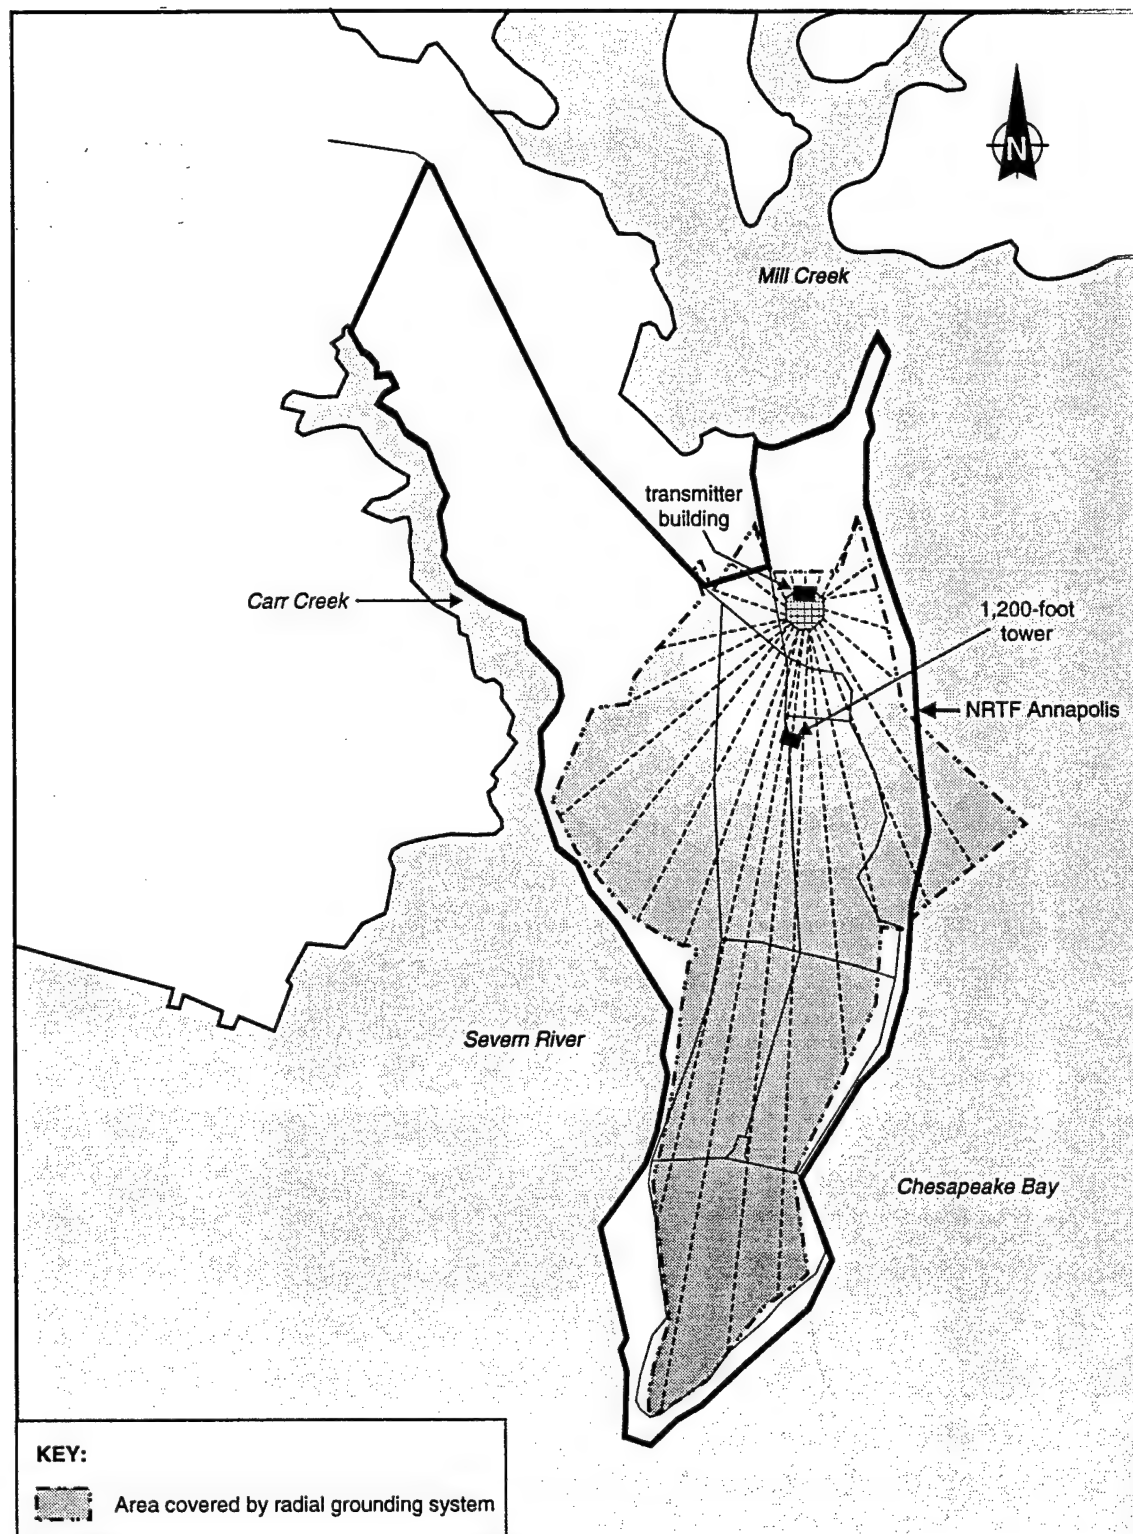 N
Mill Creek
transmitter
building
Carr Creek
1,200-foot
tower
NRTF Annapolis
Severn River
Chesapeake Bay
KEY:
Area covered by radial grounding system